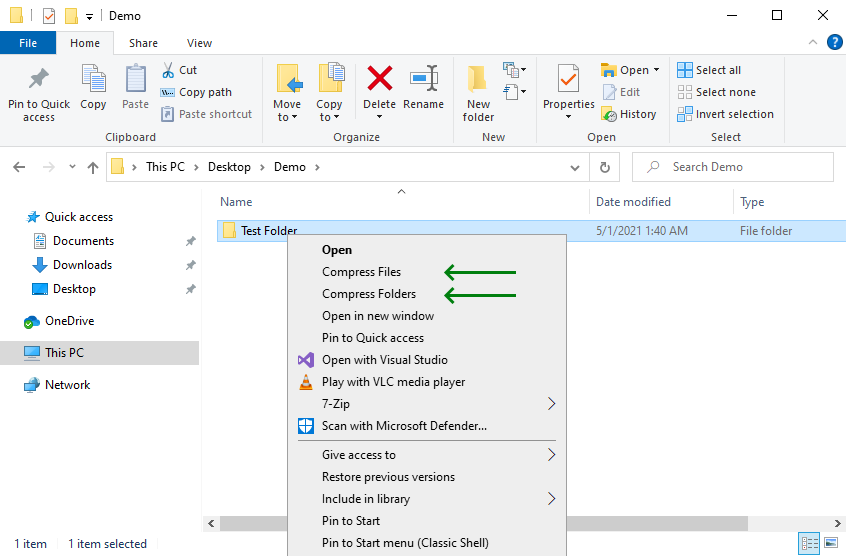 Demo
File Home Share View
Pin to Quick access
Copy
Paste
Cut
Copy path
Paste shortcut
Move to
Copy to
Delete
Rename
New folder
Properties
Open
Edit
History
Select all
Select none
Invert selection
Clipboard Organize New Open Select
This PC Desktop Demo
Search Demo
Name Date modified Type
Test Folder 5/1/2021 1:40 AM File folder
Quick access
Documents
Downloads
Desktop
OneDrive
This PC
Network
Open
Compress Files
Compress Folders
Open in new window
Pin to Quick access
Open with Visual Studio
Play with VLC media player
7-Zip
Scan with Microsoft Defender...
Give access to
Restore previous versions
Include in library
Pin to Start
Pin to Start menu (Classic Shell)
1 item 1 item selected